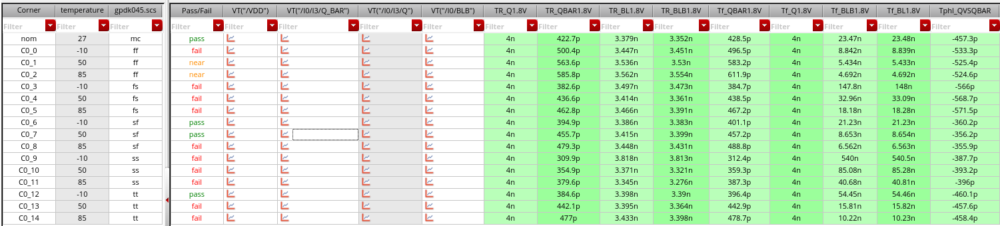 Corner temperature gpdk045.scs Pass/Fail VT("/VDD") VT("/I0/I3/Q_BAR") VT("/I0/I3/Q") VT("/I0/BLB") TR_Q1.8V TR_QBAR1.8V TR_BL1.8V TR_BLB1.8V Tf_QBAR1.8V Tf_Q1.8V Tf_BLB1.8V Tf_BL1.8V Tphl_QVSQBAR
Filter Filter Filter Filter Filter Filter Filter Filter Filter Filter Filter Filter Filter Filter Filter Filter Filter
nom 27 mc pass 4n 422.7p 3.379n 3.352n 428.5p 4n 23.47n 23.48n -457.3p
C0_0 -10 ff fail 4n 500.4p 3.447n 3.451n 496.5p 4n 8.842n 8.839n -533.3p
C0_1 50 ff near 4n 563.6p 3.536n 3.53n 583.2p 4n 5.434n 5.433n -525.4p
C0_2 85 ff near 4n 585.8p 3.562n 3.554n 611.9p 4n 4.692n 4.692n -524.6p
C0_3 -10 fs fail 4n 382.6p 3.497n 3.473n 384.7p 4n 147.8n 148n -566p
C0_4 50 fs fail 4n 436.6p 3.414n 3.361n 438.5p 4n 32.96n 33.09n -568.7p
C0_5 85 fs fail 4n 462.8p 3.466n 3.391n 467.2p 4n 18.18n 18.28n -571.5p
C0_6 -10 sf pass 4n 394.9p 3.386n 3.383n 401.1p 4n 21.23n 21.23n -360.2p
C0_7 50 sf pass 4n 455.7p 3.415n 3.399n 457.2p 4n 8.653n 8.654n -356.2p
C0_8 85 sf fail 4n 479.3p 3.448n 3.431n 488.8p 4n 6.562n 6.563n -355.9p
C0_9 -10 ss fail 4n 309.9p 3.818n 3.813n 312.4p 4n 540n 540.5n -387.7p
C0_10 50 ss fail 4n 354.9p 3.371n 3.321n 359.3p 4n 85.08n 85.28n -393.2p
C0_11 85 ss fail 4n 379.6p 3.345n 3.276n 387.3p 4n 40.68n 40.81n -396p
C0_12 -10 tt pass 4n 384.6p 3.398n 3.39n 396.4p 4n 54.45n 54.46n -460.1p
C0_13 50 tt fail 4n 442.1p 3.395n 3.364n 442.9p 4n 15.81n 15.82n -457.6p
C0_14 85 tt fail 4n 477p 3.433n 3.398n 478.7p 4n 10.22n 10.23n -458.4p